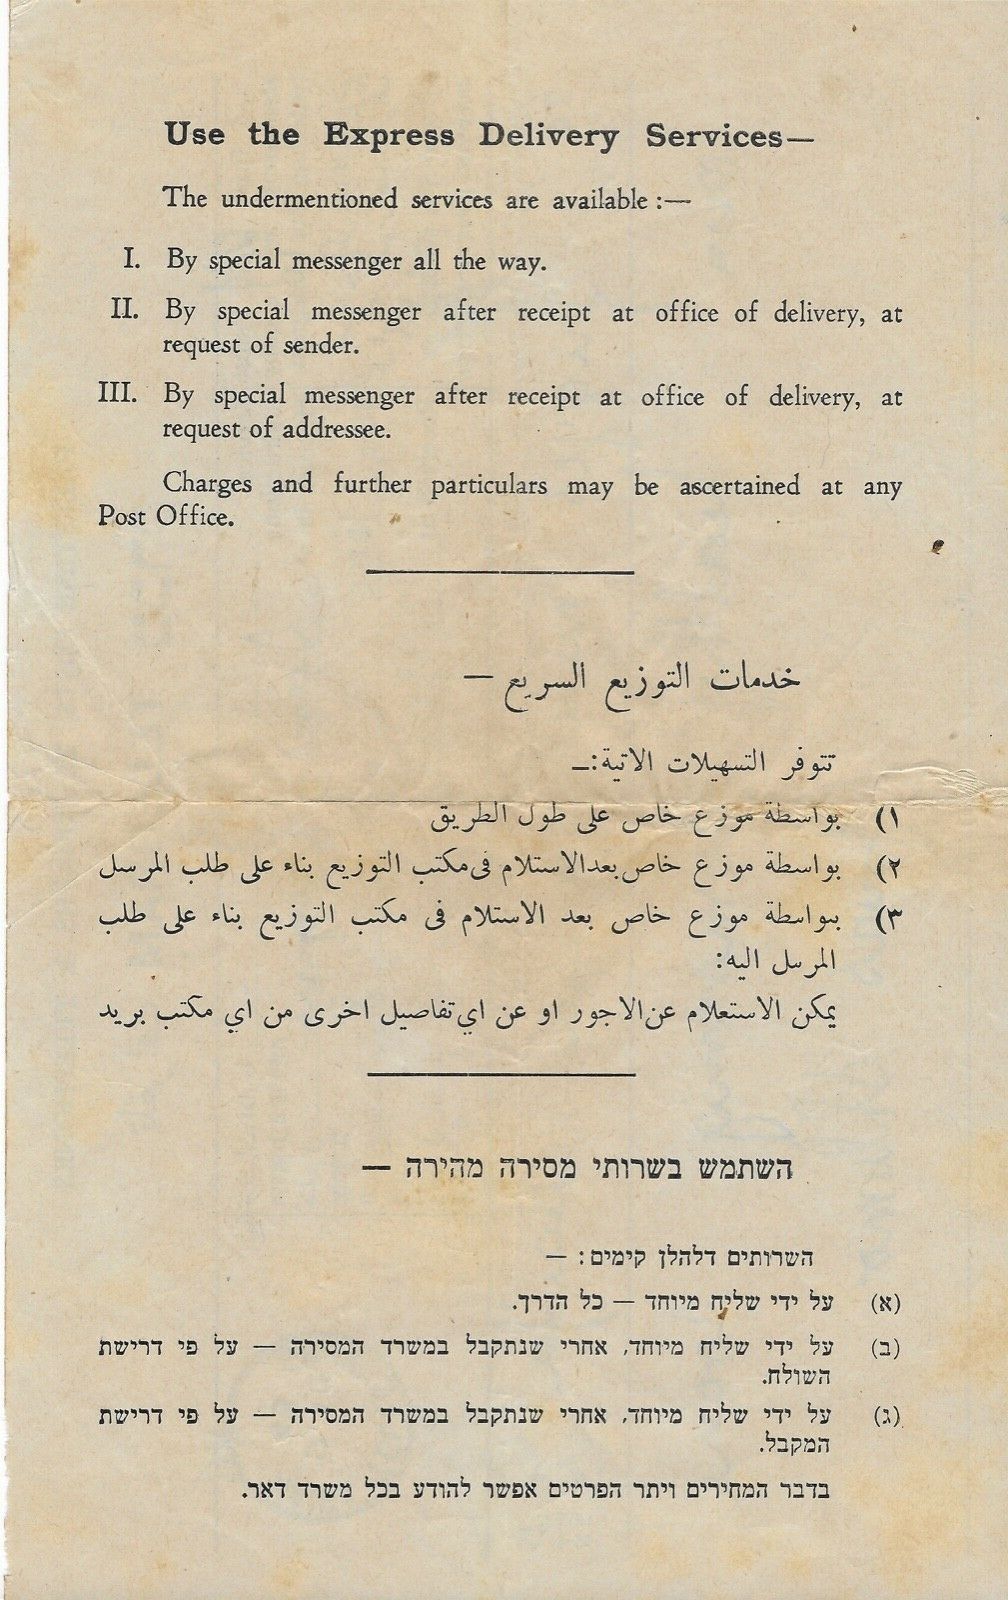 Use the Express Delivery Services—
The undermentioned services are available :—
I. By special messenger all the way.
II. By special messenger after receipt at office of delivery, at
request of sender.
III. By special messenger after receipt at office of delivery, at
request of addressee.
Charges and further particulars may be ascertained at any
Post Office.
خدمات التوزيع السريع —
تتوفر التسهيلات الاتية:—
١) بواسطة موزع خاص على طول الطريق
٢) بواسطة موزع خاص بعد الاستلام فى مكتب التوزيع بناء على طلب المرسل
٣) بواسطة موزع خاص بعد الاستلام فى مكتب التوزيع بناء على طلب
المرسل اليه:
يمكن الاستعلام عن الاجور او عن اي تفاصيل اخرى من اي مكتب بريد
השתמש בשרותי מסירה מהירה —
השרותים דלהלן קימים: —
(א) על ידי שליח מיוחד — כל הדרך.
(ב) על ידי שליח מיוחד, אחרי שנתקבל במשרד המסירה — על פי דרישת
השולח.
(ג) על ידי שליח מיוחד, אחרי שנתקבל במשרד המסירה — על פי דרישת
המקבל.
בדבר המחירים ויתר הפרטים אפשר להודע בכל משרד דאר.